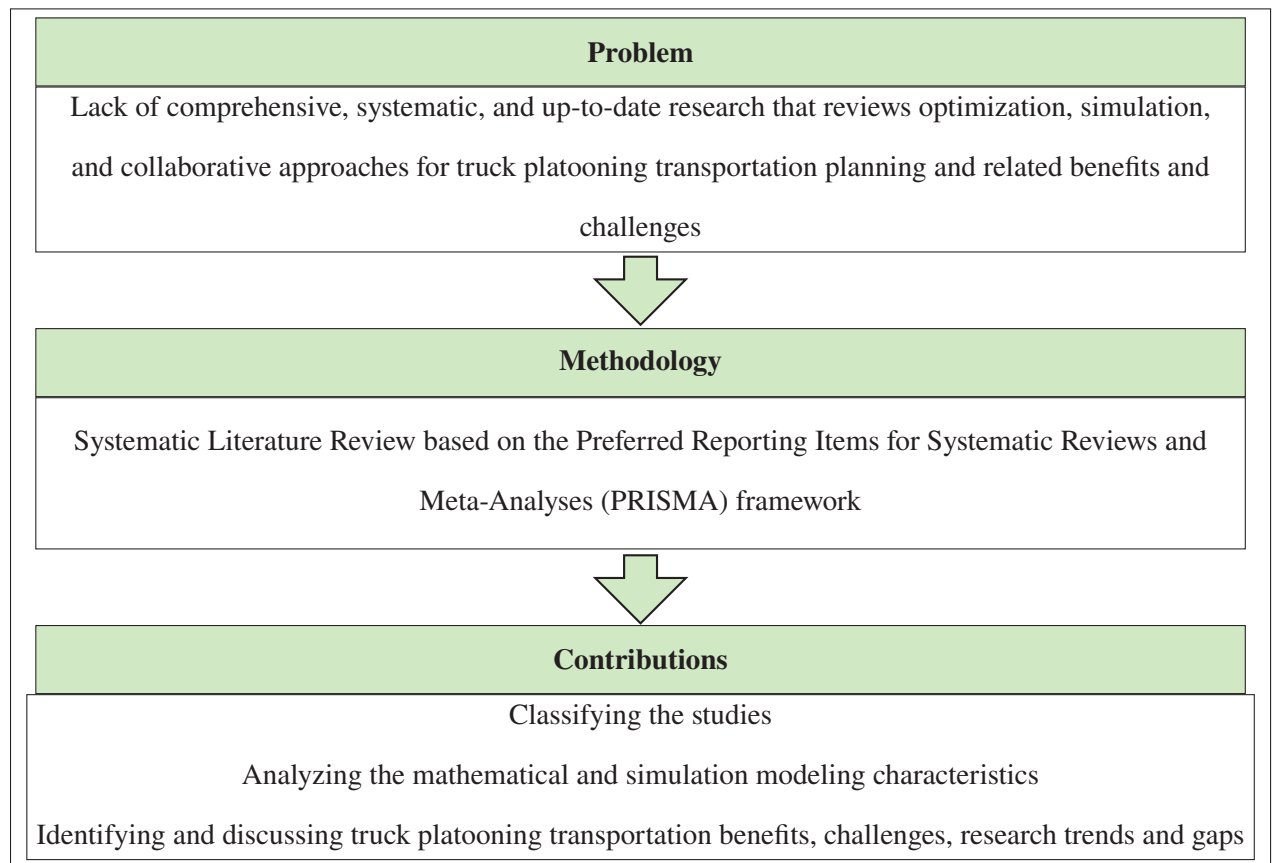 Problem
Lack of comprehensive, systematic, and up-to-date research that reviews optimization, simulation,
and collaborative approaches for truck platooning transportation planning and related benefits and
challenges
Methodology
Systematic Literature Review based on the Preferred Reporting Items for Systematic Reviews and
Meta-Analyses (PRISMA) framework
Contributions
Classifying the studies
Analyzing the mathematical and simulation modeling characteristics
Identifying and discussing truck platooning transportation benefits, challenges, research trends and gaps